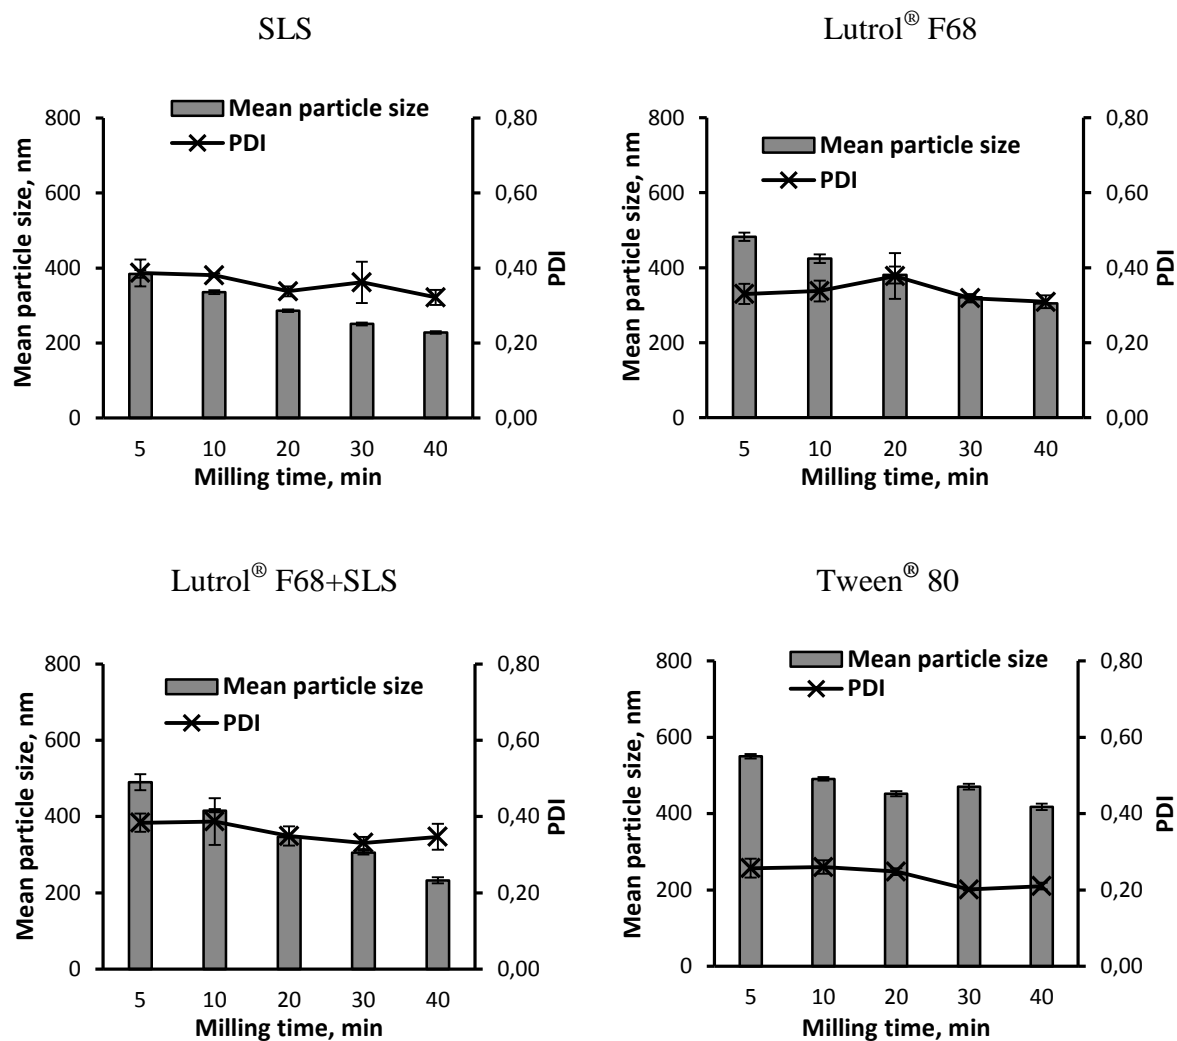 SLS
Mean particle size
PDI
800
600
400
200
0
0,80
0,60
0,40
0,20
0,00
Mean particle size, nm
PDI
5 10 20 30 40
Milling time, min
Lutrol® F68
Mean particle size
PDI
800
600
400
200
0
0,80
0,60
0,40
0,20
0,00
Mean particle size, nm
PDI
5 10 20 30 40
Milling time, min
Lutrol® F68+SLS
Mean particle size
PDI
800
600
400
200
0
0,80
0,60
0,40
0,20
0,00
Mean particle size, nm
PDI
5 10 20 30 40
Milling time, min
Tween® 80
Mean particle size
PDI
800
600
400
200
0
0,80
0,60
0,40
0,20
0,00
Mean particle size, nm
PDI
5 10 20 30 40
Milling time, min